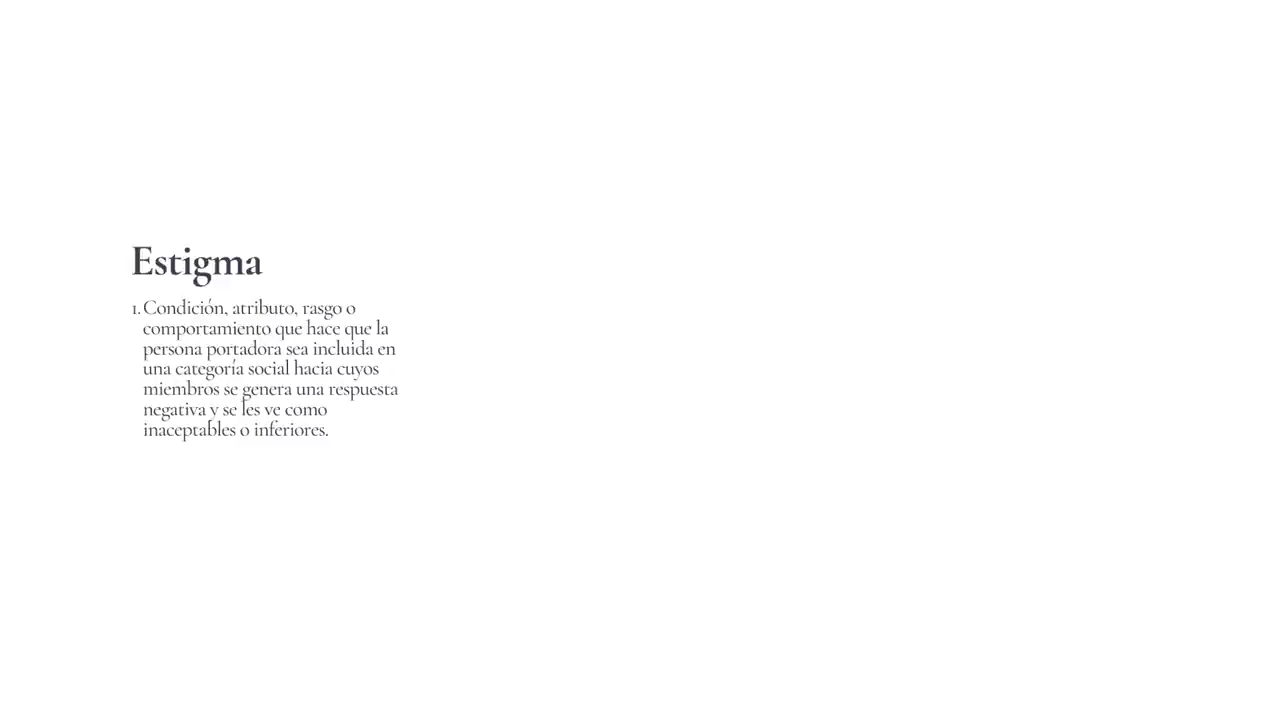 Estigma
1. Condición, atributo, rasgo o
comportamiento que hace que la
persona portadora sea incluida en
una categoría social hacia cuyos
miembros se genera una respuesta
negativa y se les ve como
inaceptables o inferiores.